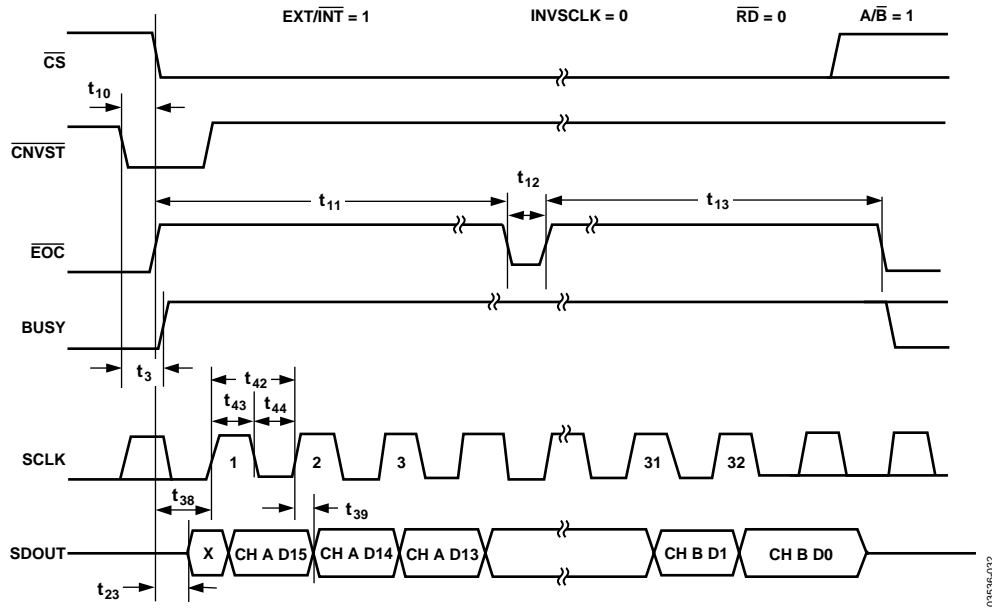 EXT/INT = 1 INVSCLK = 0 RD = 0 A/B = 1
CS
t10
CNVST
t11
t12
t13
EOC
BUSY
t3
t42
t43 t44
SCLK
1 2 3 31 32
t38
t39
SDOUT
X CH A D15 CH A D14 CH A D13 CH B D1 CH B D0
t23
03536-032